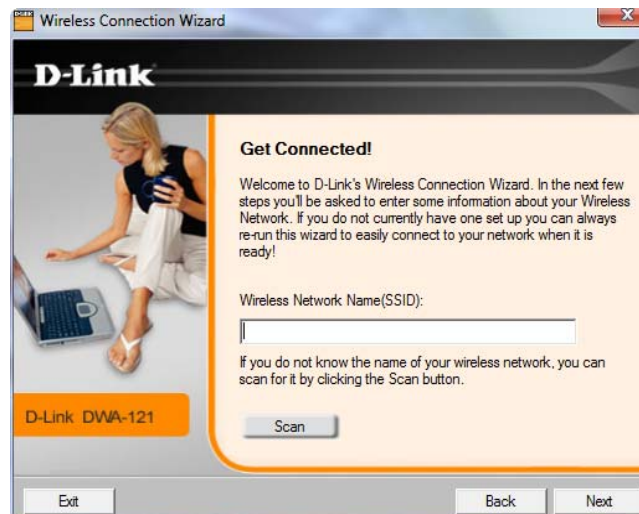 D-Link
Wireless Connection Wizard
X
D-Link
Get Connected!
Welcome to D-Link's Wireless Connection Wizard. In the next few
steps you'll be asked to enter some information about your Wireless
Network. If you do not currently have one set up you can always
re-run this wizard to easily connect to your network when it is
ready!
Wireless Network Name(SSID):
If you do not know the name of your wireless network, you can
scan for it by clicking the Scan button.
D-Link DWA-121
Scan
Exit
Back
Next